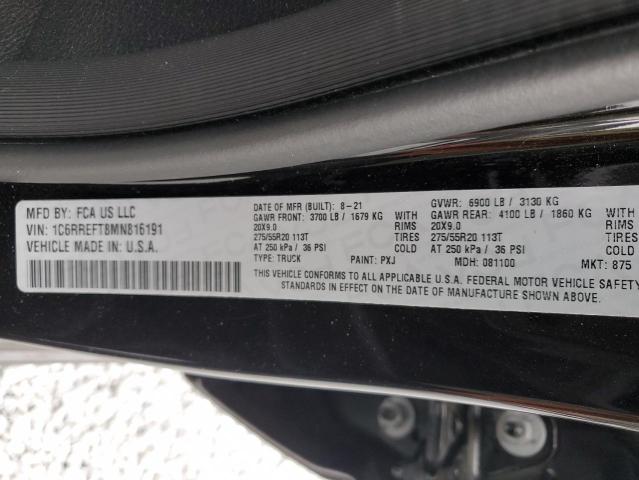 MFD BY: FCA US LLC
VIN: 1C6RREFT8MN816191
VEHICLE MADE IN: U.S.A.
DATE OF MFR (BUILT): 8-21 GVWR: 6900 LB / 3130 KG
GAWR FRONT: 3700 LB / 1679 KG WITH GAWR REAR: 4100 LB / 1860 KG WITH
20X9.0 RIMS 20X9.0 RIMS
275/55R20 113T TIRES 275/55R20 113T TIRES
AT 250 kPa / 36 PSI COLD AT 250 kPa / 36 PSI COLD
TYPE: TRUCK PAINT: PXJ MDH: 081100 MKT: 875
THIS VEHICLE CONFORMS TO ALL APPLICABLE U.S.A. FEDERAL MOTOR VEHICLE SAFETY
STANDARDS IN EFFECT ON THE DATE OF MANUFACTURE SHOWN ABOVE.